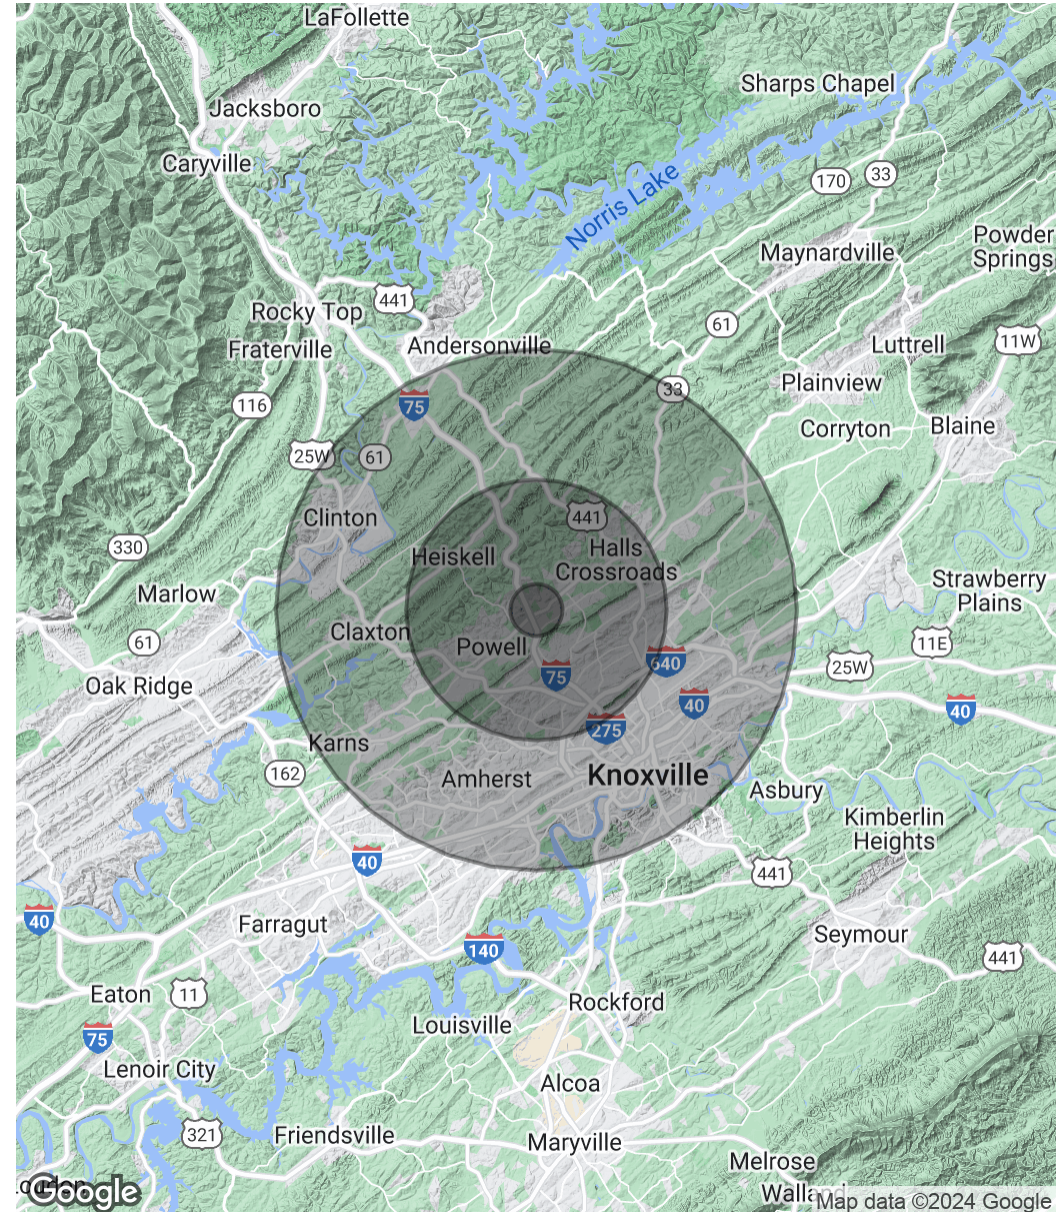 LaFollette
Sharps Chapel
Jacksboro
Caryville
170
33
Norris Lake
Powder
Springs
Maynardville
441
Rocky Top
61
11W
Fraterville
Andersonville
Luttrell
Plainview
33
116
75
Corryton
Blaine
25W
61
Clinton
441
330
Heiskell
Halls
Crossroads
Marlow
Strawberry
Plains
Claxton
61
Powell
11E
640
25W
75
Oak Ridge
40
40
275
Karns
162
Amherst
Knoxville
Asbury
Kimberlin
Heights
40
441
40
Farragut
Seymour
140
441
Eaton
11
Rockford
Louisville
75
Lenoir City
Alcoa
321
Friendsville
Maryville
Melrose
Google
Map data ©2024 Google